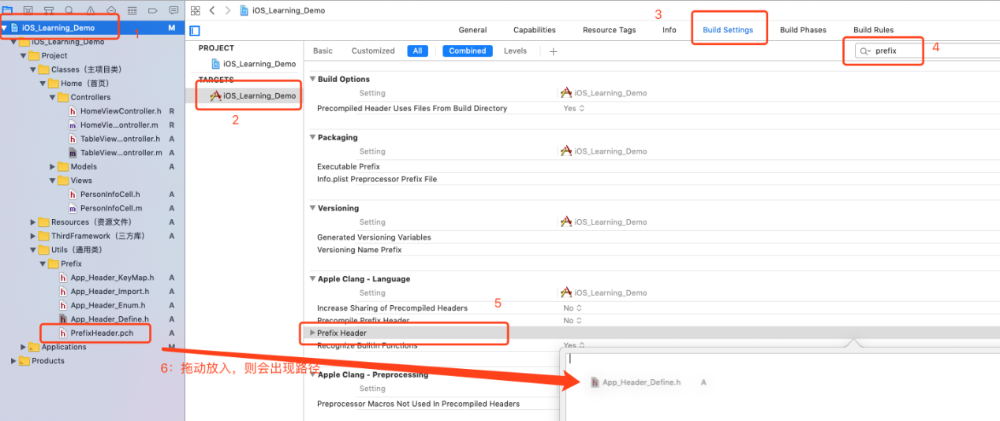 iOS_Learning_Demo M
1
iOS_Learning_Demo
Project
Classes（主项目类）
Home（首页）
Controllers
h HomeViewController.h R
m HomeVie...ontroller.m R
h TableView...ontroller.h A
m TableView...ontroller.m A
Models A
Views
h PersonInfoCell.h A
m PersonInfoCell.m A
Resources（资源文件） A
ThirdFramework（三方库） A
Utils（通用类）
Prefix
h App_Header_KeyMap.h A
h App_Header_Import.h A
h App_Header_Enum.h A
h App_Header_Define.h A
h PrefixHeader.pch A
Applications M
Products
iOS_Learning_Demo
3
General Capabilities Resource Tags Info Build Settings Build Phases Build Rules
PROJECT
iOS_Learning_Demo
TARGETS
iOS_Learning_Demo
2
Basic Customized All Combined Levels +
prefix
4
Build Options
Setting iOS_Learning_Demo
Precompiled Header Uses Files From Build Directory Yes
Packaging
Setting iOS_Learning_Demo
Executable Prefix
Info.plist Preprocessor Prefix File
Versioning
Setting iOS_Learning_Demo
Generated Versioning Variables
Versioning Name Prefix
Apple Clang - Language
Setting iOS_Learning_Demo
5
Increase Sharing of Precompiled Headers No
Precompile Prefix Header No
Prefix Header
Recognize Builtin Functions Yes
6：拖动放入，则会出现路径
h App_Header_Define.h A
Apple Clang - Preprocessing
Setting
Preprocessor Macros Not Used In Precompiled Headers